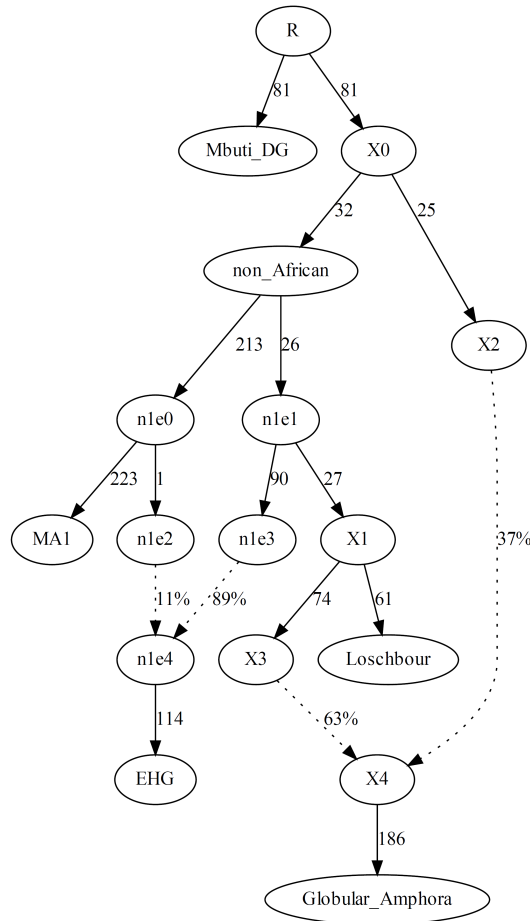 R
81
81
Mbuti_DG
X0
32
25
non_African
X2
213
26
n1e0
n1e1
223
1
90
27
37%
MA1
n1e2
n1e3
X1
11%
89%
74
61
n1e4
X3
Loschbour
114
63%
EHG
X4
186
Globular_Amphora